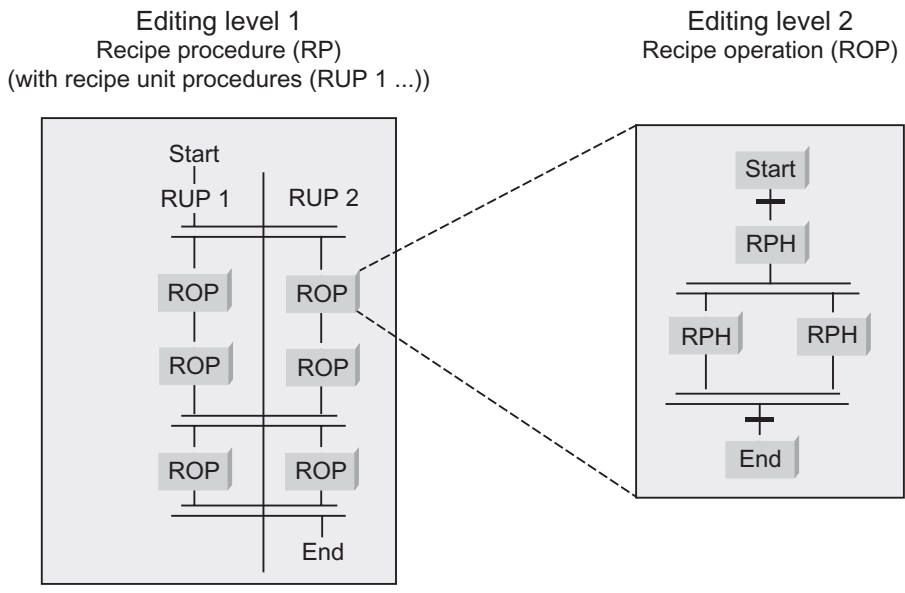 Editing level 1
Recipe procedure (RP)
(with recipe unit procedures (RUP 1 ...))
Start
RUP 1
RUP 2
ROP
ROP
ROP
ROP
ROP
ROP
End
Editing level 2
Recipe operation (ROP)
Start
RPH
RPH
RPH
End